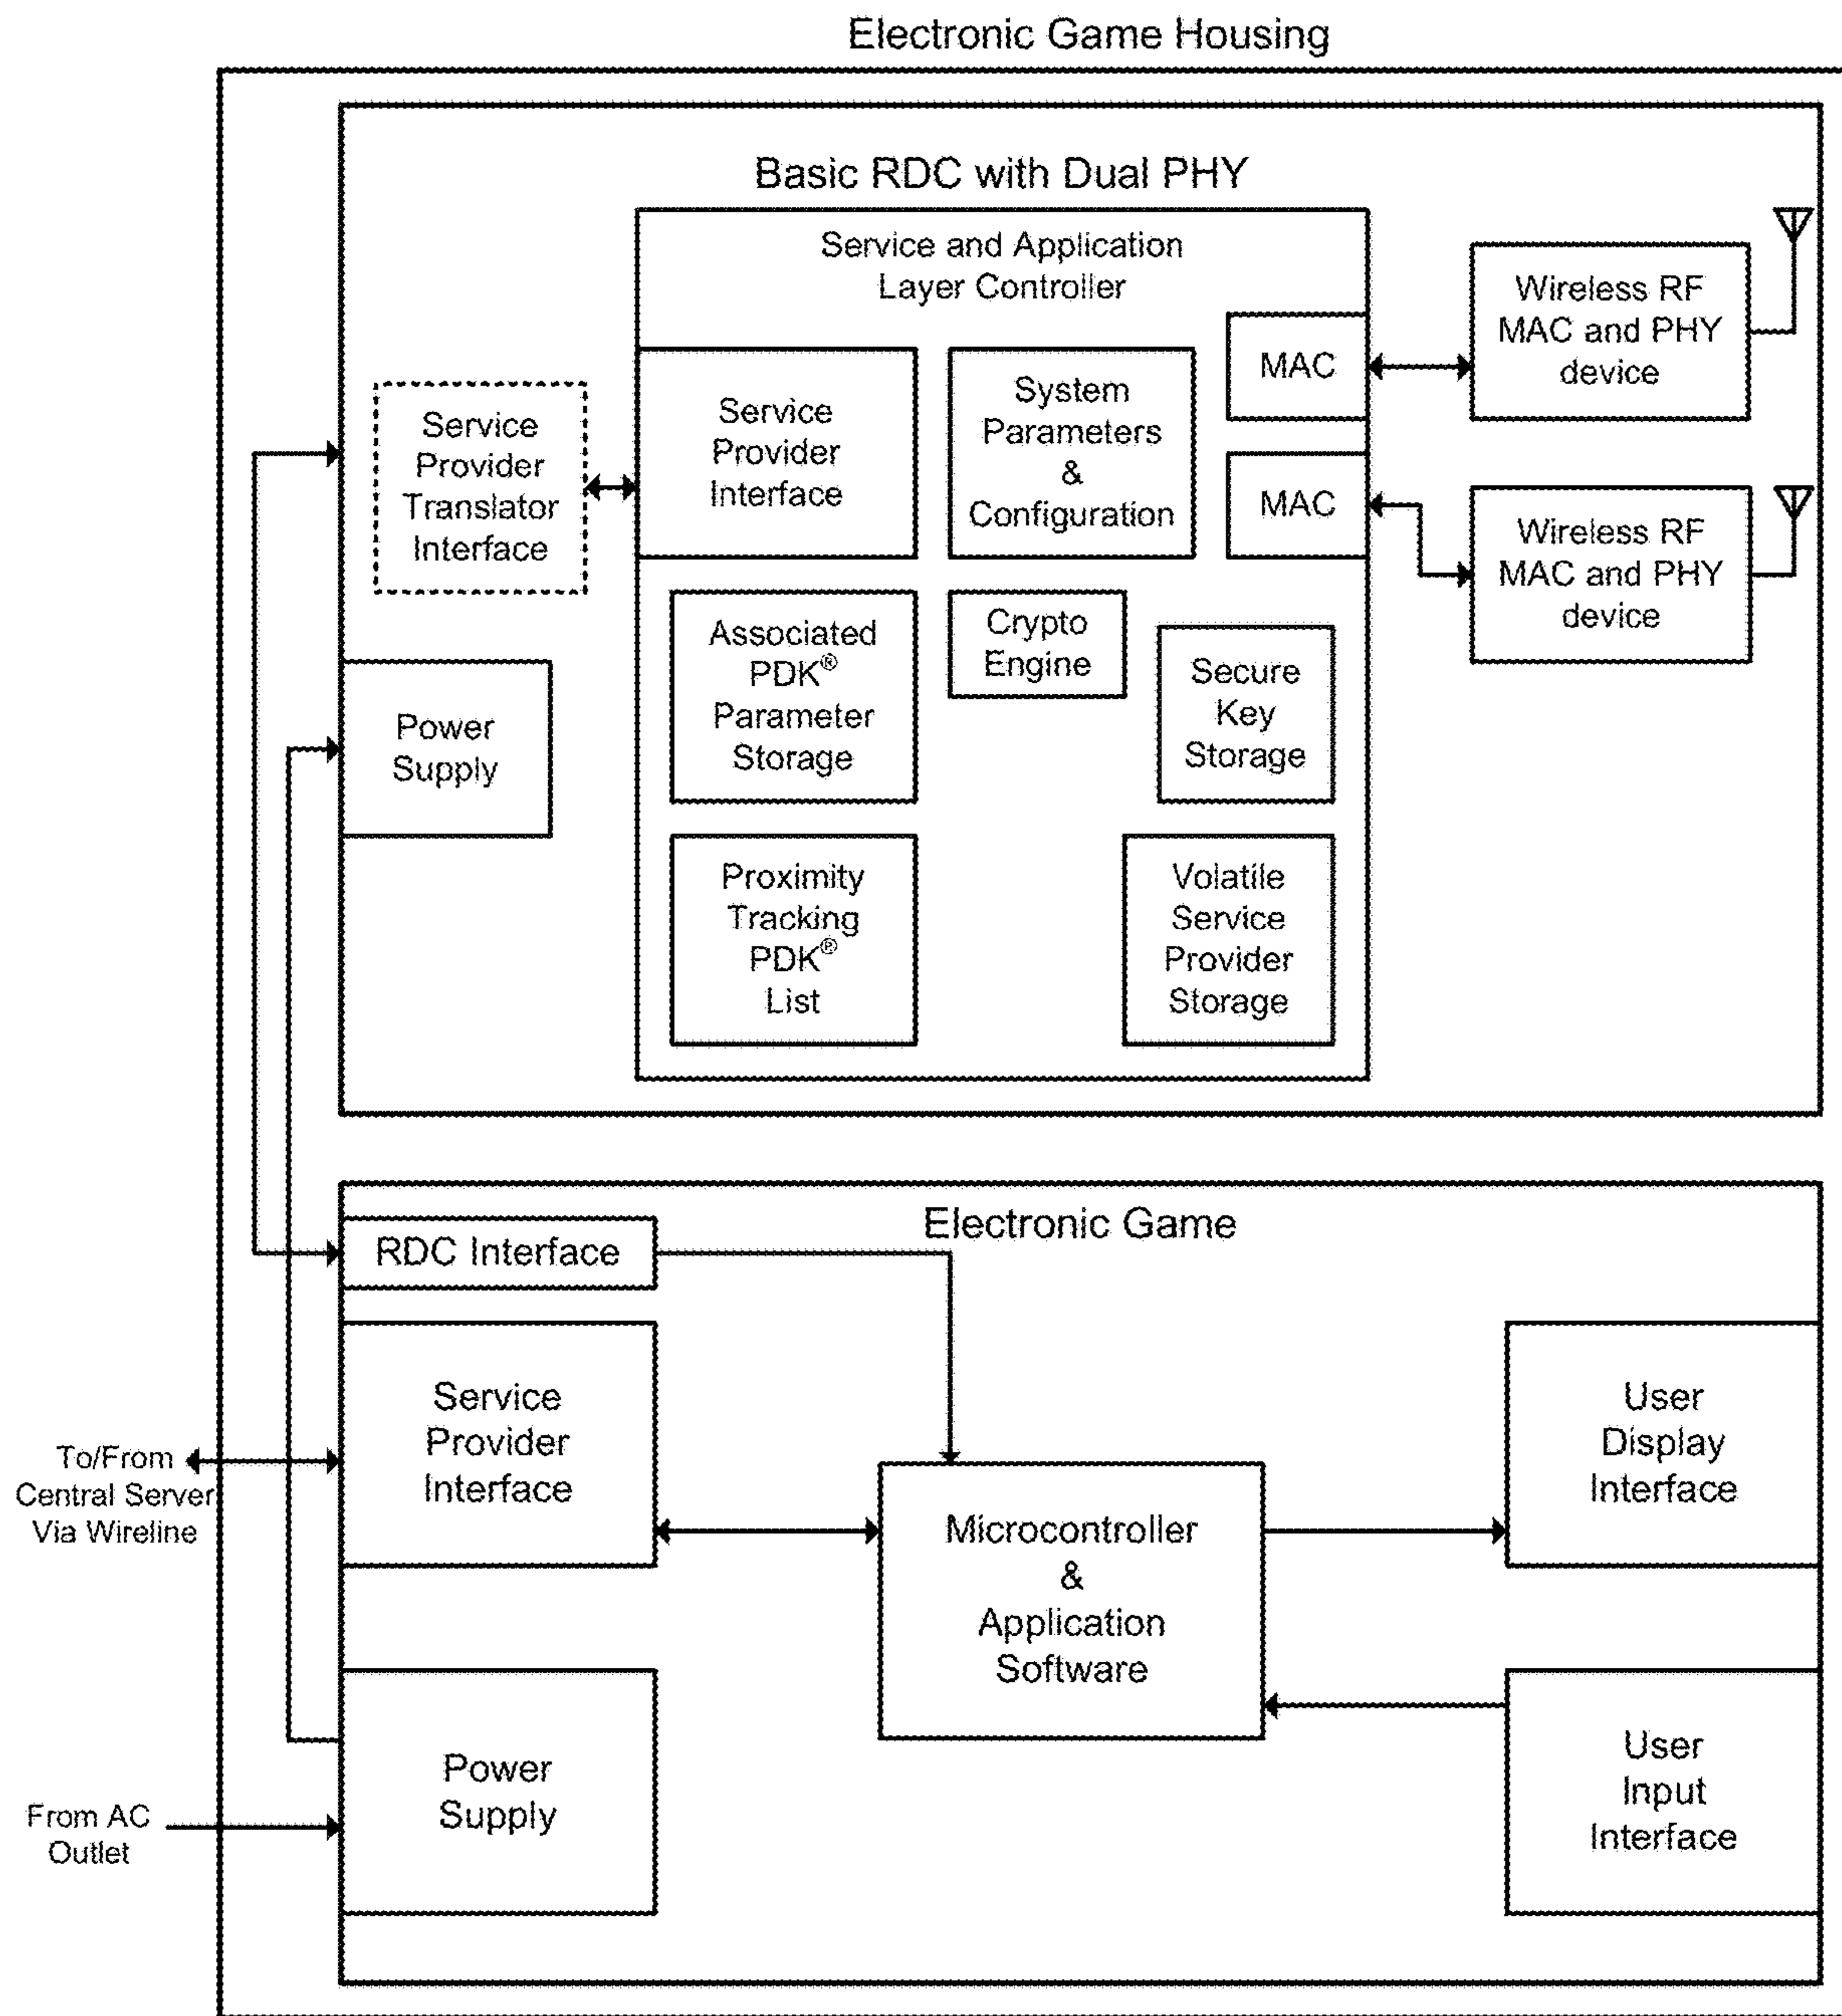 Electronic Game Housing
Basic RDC with Dual PHY
Service and Application
Layer Controller
Wireless RF
MAC and PHY
device
MAC
System
Parameters
&
Configuration
Service
Provider
Interface
Service
Provider
Translator
Interface
MAC
Wireless RF
MAC and PHY
device
Associated
PDK®
Parameter
Storage
Crypto
Engine
Secure
Key
Storage
Power
Supply
Proximity
Tracking
PDK®
List
Volatile
Service
Provider
Storage
Electronic Game
RDC Interface
Service
Provider
Interface
User
Display
Interface
To/From
Central Server
Via Wireline
Microcontroller
&
Application
Software
Power
Supply
User
Input
Interface
From AC
Outlet